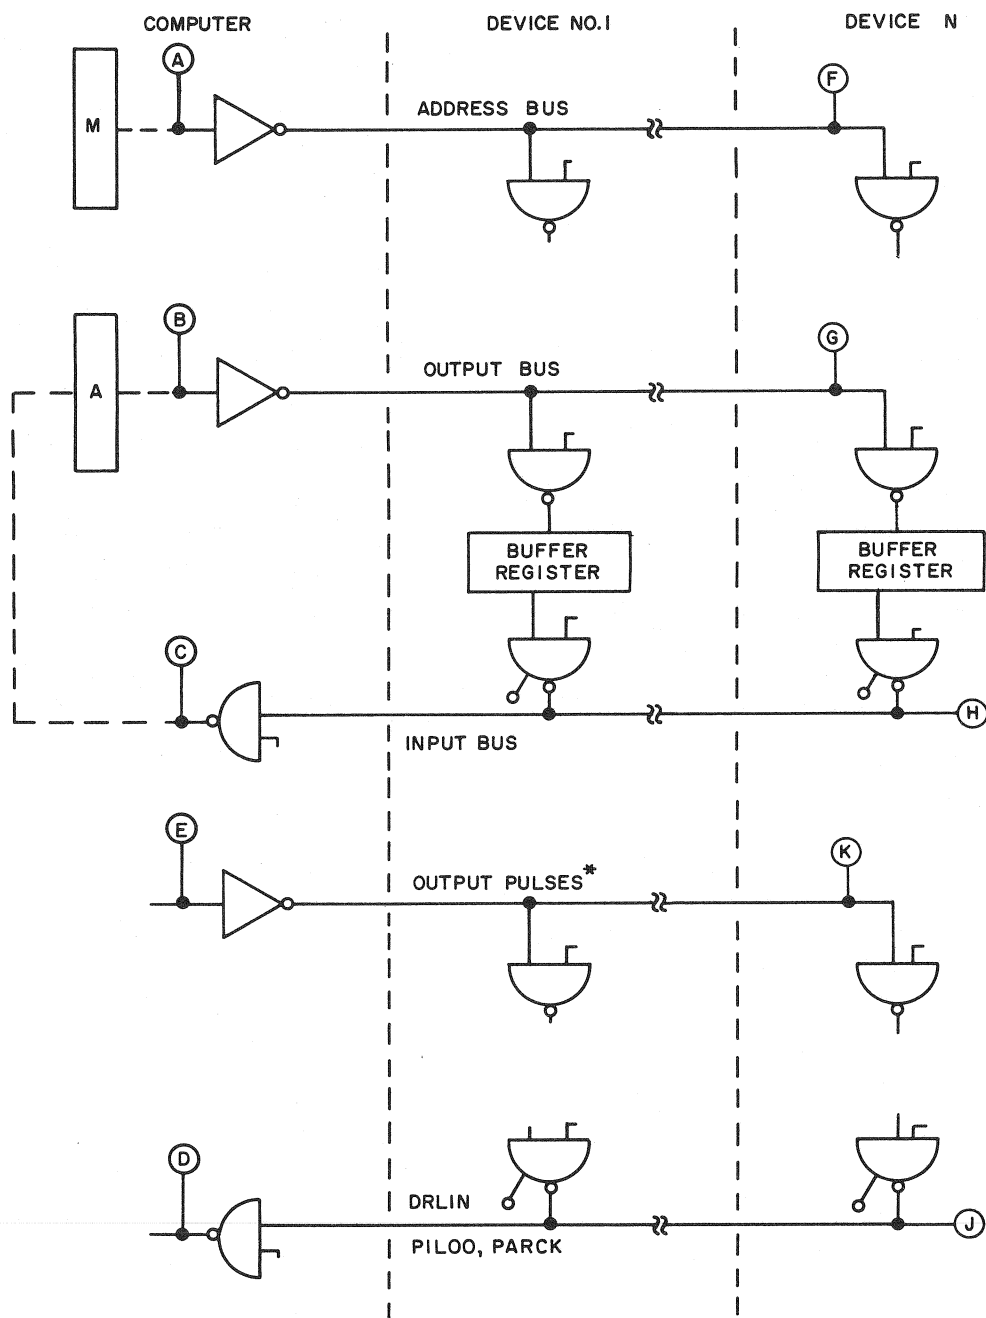 COMPUTER
DEVICE NO. 1
DEVICE N
A
F
M
ADDRESS BUS
B
G
A
OUTPUT BUS
BUFFER
REGISTER
BUFFER
REGISTER
C
H
INPUT BUS
E
K
OUTPUT PULSES*
D
DRLIN
J
PILOO, PARCK